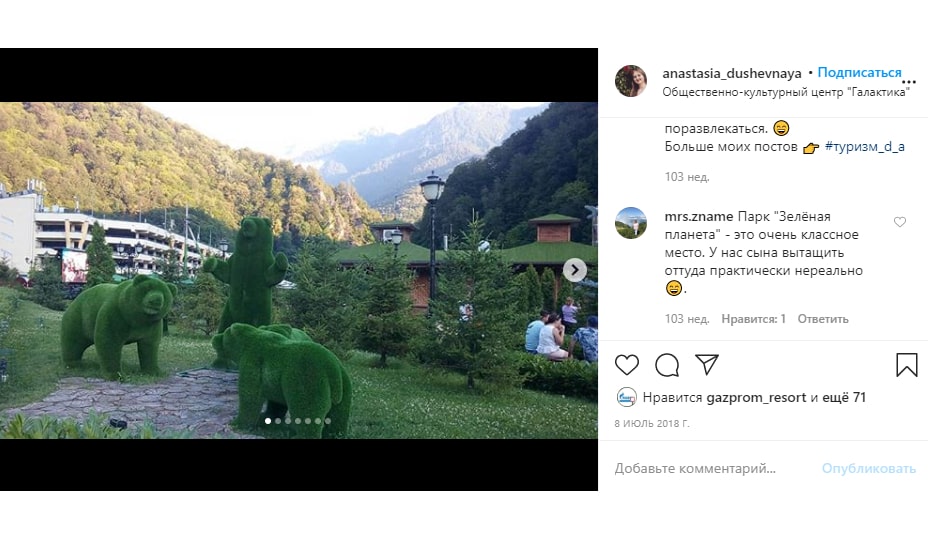 anastasia_dushevnaya • Подписаться
Общественно-культурный центр "Галактика"
поразвлекаться. 😄
Больше моих постов 👉 #туризм_d_a
103 нед.
mrs.zname Парк "Зелёная
планета" - это очень классное
место. У нас сына вытащить
оттуда практически нереально
😄.
103 нед. Нравится: 1 Ответить
Нравится gazprom_resort и ещё 71
8 ИЮЛЬ 2018 Г.
Добавьте комментарий... Опубликовать